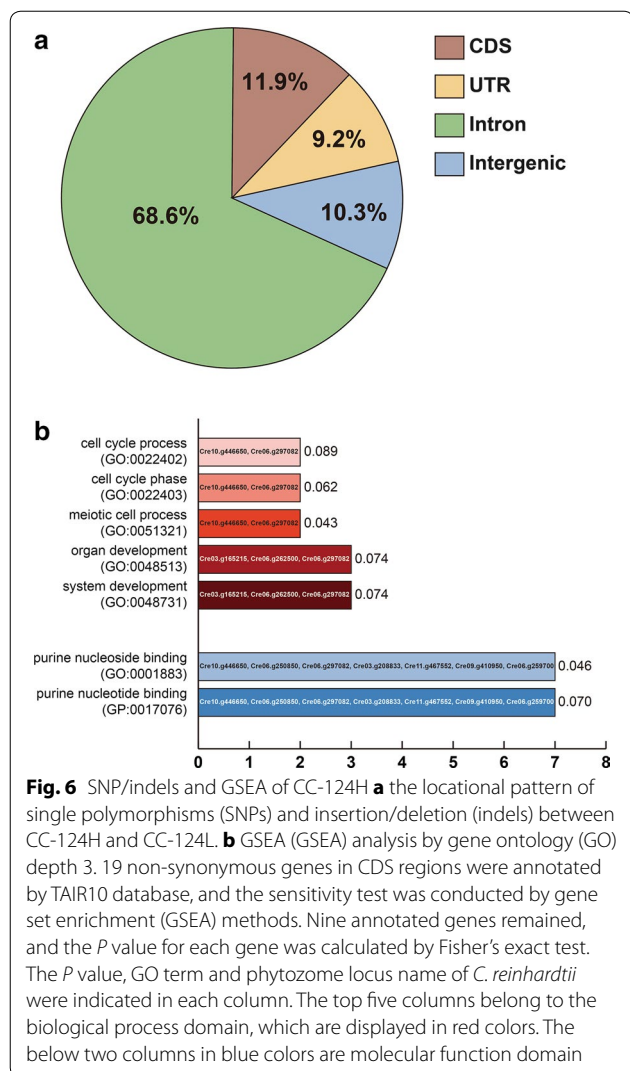 a
CDS
UTR
Intron
Intergenic
11.9%
9.2%
10.3%
68.6%
b
cell cycle process
(GO:0022402)
Cre10.g446650, Cre06.g297082
0.089
cell cycle phase
(GO:0022403)
Cre10.g446650, Cre06.g297082
0.062
meiotic cell process
(GO:0051321)
Cre10.g446650, Cre06.g297082
0.043
organ development
(GO:0048513)
Cre03.g165215, Cre06.g262500, Cre06.g297082
0.074
system development
(GO:0048731)
Cre03.g165215, Cre06.g262500, Cre06.g297082
0.074
purine nucleoside binding
(GO:0001883)
Cre10.g446650, Cre06.g250850, Cre06.g297082, Cre03.g208833, Cre11.g467552, Cre09.g410950, Cre06.g259700
0.046
purine nucleotide binding
(GP:0017076)
Cre10.g446650, Cre06.g250850, Cre06.g297082, Cre03.g208833, Cre11.g467552, Cre09.g410950, Cre06.g259700
0.070
0 1 2 3 4 5 6 7 8
Fig. 6 SNP/indels and GSEA of CC-124H a the locational pattern of
single polymorphisms (SNPs) and insertion/deletion (indels) between
CC-124H and CC-124L. b GSEA (GSEA) analysis by gene ontology (GO)
depth 3. 19 non-synonymous genes in CDS regions were annotated
by TAIR10 database, and the sensitivity test was conducted by gene
set enrichment (GSEA) methods. Nine annotated genes remained,
and the P value for each gene was calculated by Fisher's exact test.
The P value, GO term and phytozome locus name of C. reinhardtii
were indicated in each column. The top five columns belong to the
biological process domain, which are displayed in red colors. The
below two columns in blue colors are molecular function domain